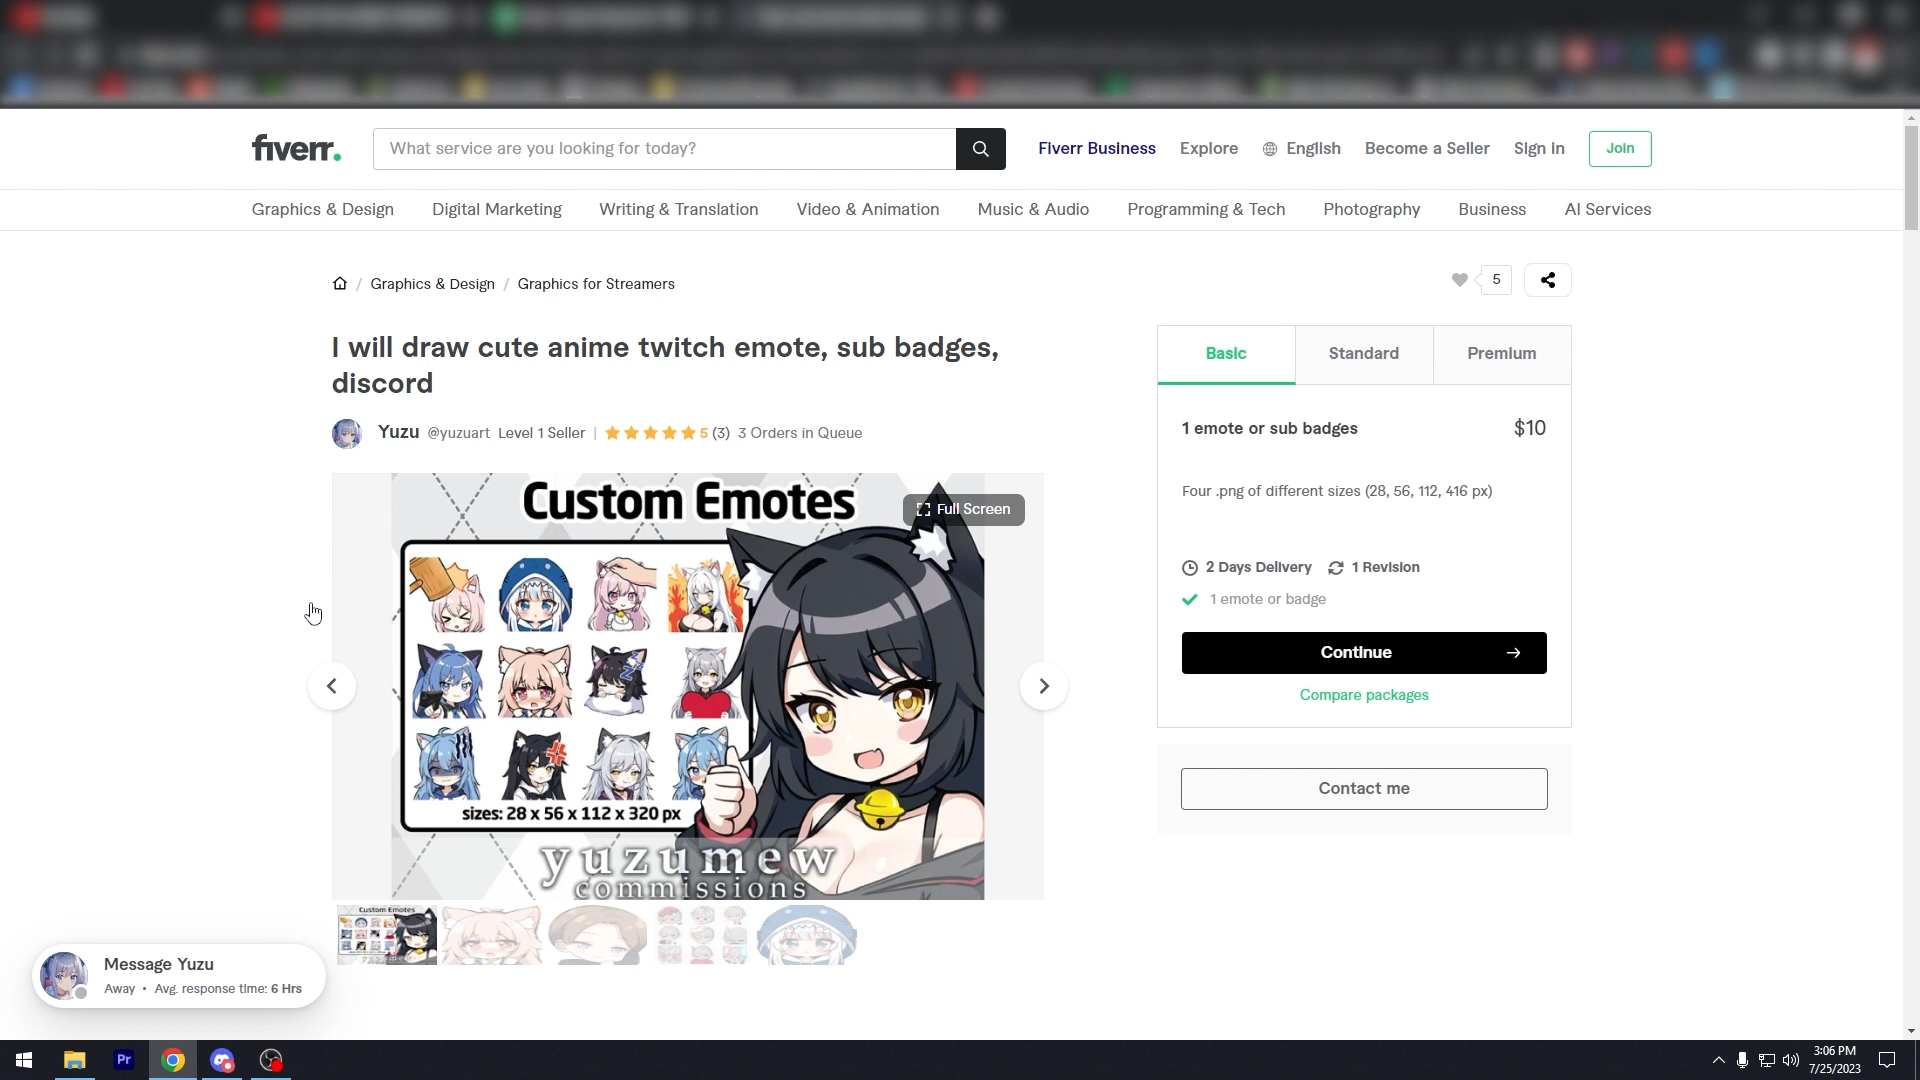 fiverr.
What service are you looking for today?
Fiverr Business
Explore
English
Become a Seller
Sign in
Join
Graphics & Design
Digital Marketing
Writing & Translation
Video & Animation
Music & Audio
Programming & Tech
Photography
Business
AI Services
/ Graphics & Design / Graphics for Streamers
5
I will draw cute anime twitch emote, sub badges,
discord
Yuzu @yuzuart Level 1 Seller | 5 (3) 3 Orders in Queue
Custom Emotes
Full Screen
sizes: 28 x 56 x 112 x 320 px
yuzumew
commissions
Custom Emotes
Basic
Standard
Premium
1 emote or sub badges $10
Four .png of different sizes (28, 56, 112, 416 px)
2 Days Delivery 1 Revision
1 emote or badge
Continue
Compare packages
Contact me
Message Yuzu
Away • Avg. response time: 6 Hrs
Pr
3:06 PM
7/25/2023